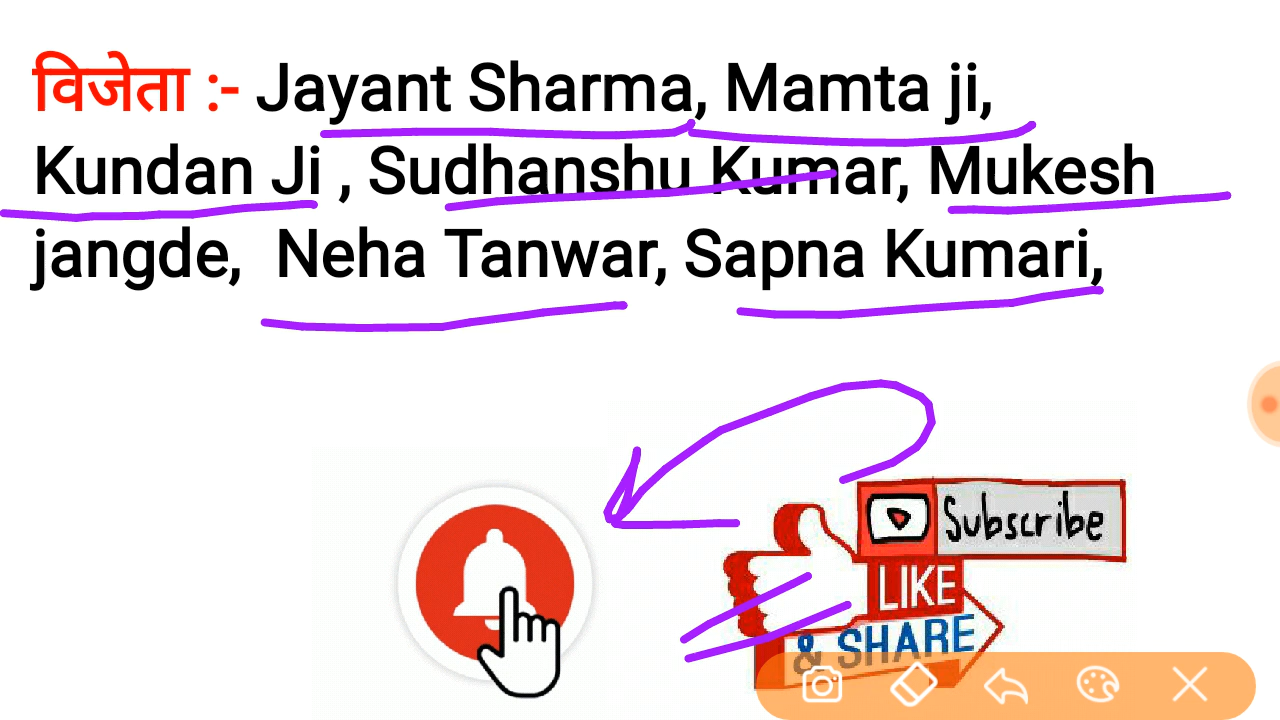 विजेता :- Jayant Sharma, Mamta ji,
Kundan Ji , Sudhanshu Kumar, Mukesh
jangde, Neha Tanwar, Sapna Kumari,
Subscribe
LIKE
& SHARE